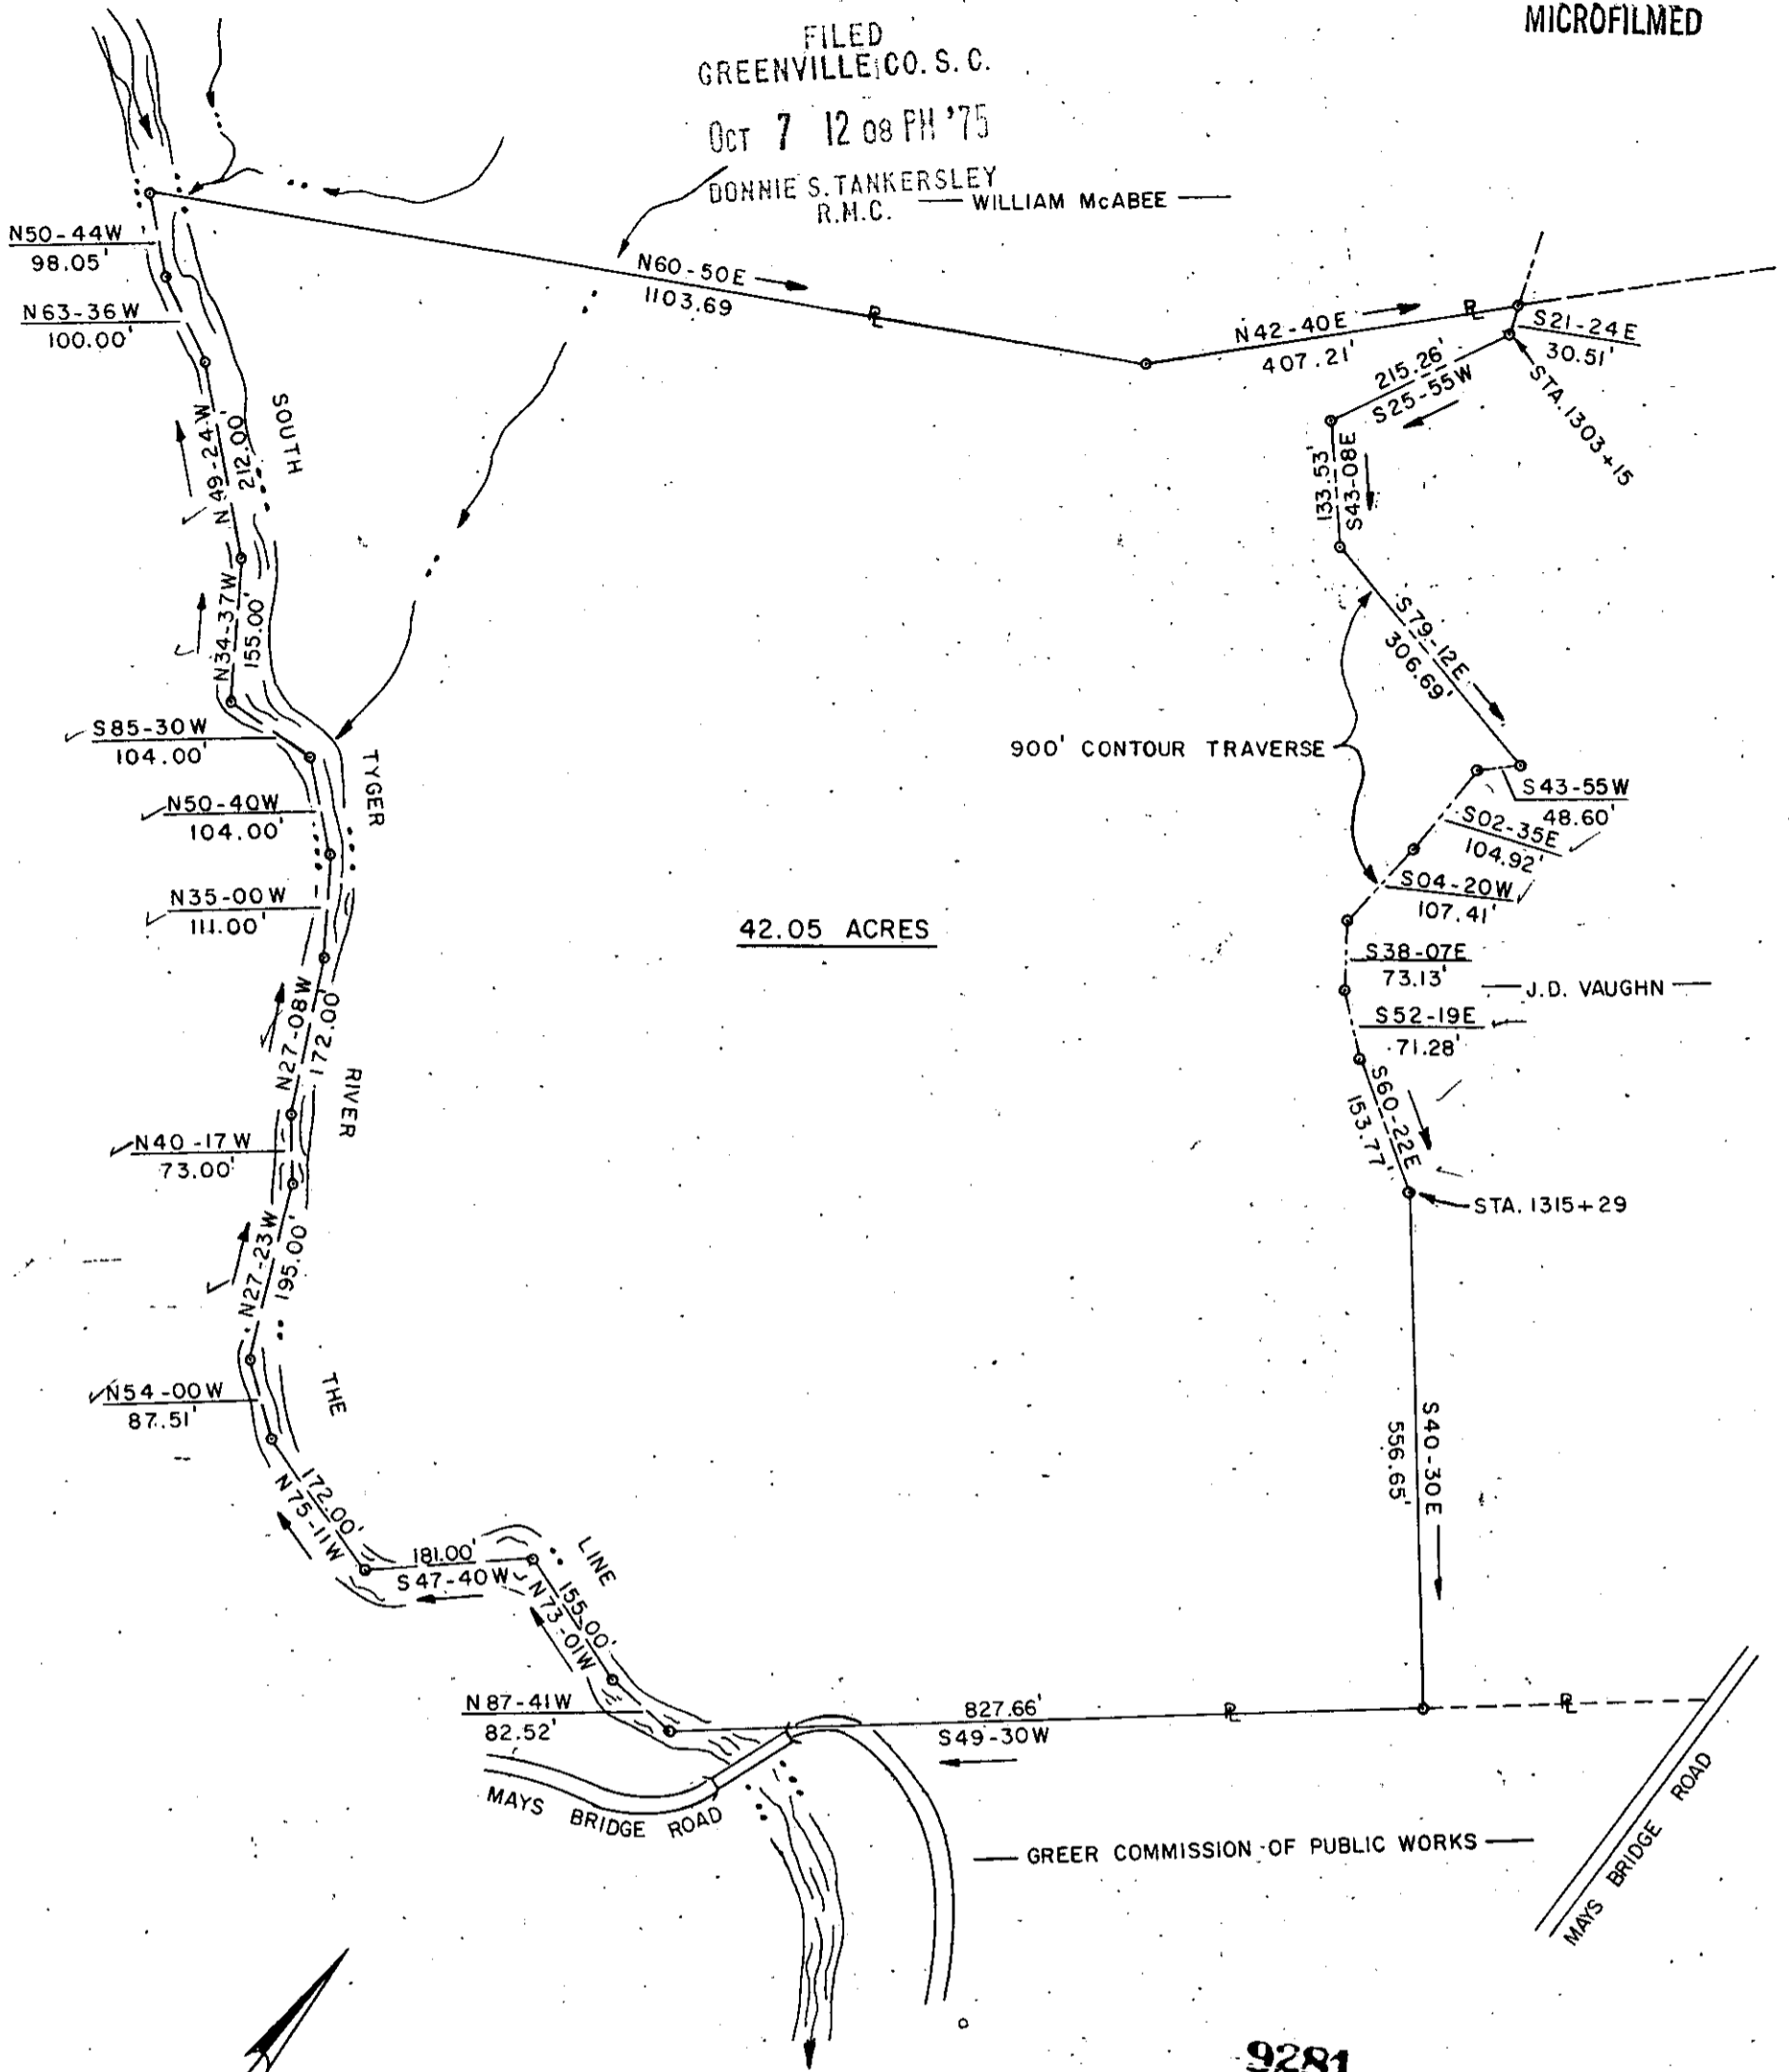 MICROFILMED
FILED
GREENVILLE CO. S. C.
OCT 7 12 08 PM '75
DONNIE S. TANKERSLEY
R.M.C.
WILLIAM McABEE
N50-44W
98.05'
N63-36W
100.00'
N60-50E
1103.69
N42-40E
407.21'
S21-24E
30.51'
STA. 1303+15
215.26'
S25-55W
SOUTH
N49-24W
212.00'
133.53'
S43-08E
N34-37W
155.00'
S79-12E
306.69'
S85-30W
104.00'
TYGER
900' CONTOUR TRAVERSE
N50-40W
104.00'
S43-55W
48.60'
S02-35E
104.92'
N35-00W
111.00'
S04-20W
107.41'
42.05 ACRES
S38-07E
73.13'
J.D. VAUGHN
N27-08W
172.00'
S52-19E
71.28'
RIVER
S60-22E
153.77'
N40-17W
73.00'
STA. 1315+29
N27-23W
195.00'
THE
N54-00W
87.51'
S40-30E
556.65'
172.00'
N75-11W
181.00'
S47-40W
LINE
155.00'
N73-01W
N87-41W
82.52'
827.66'
S49-30W
PL
PL
PL
PL
MAYS BRIDGE ROAD
MAYS BRIDGE ROAD
GREER COMMISSION OF PUBLIC WORKS
9281